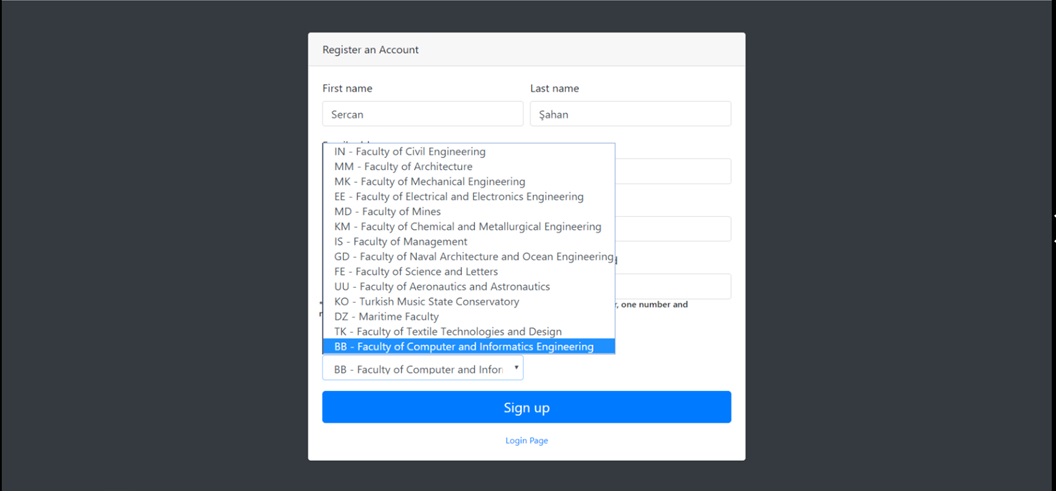 Register an Account
First name Last name
Sercan Şahan
IN - Faculty of Civil Engineering
MM - Faculty of Architecture
MK - Faculty of Mechanical Engineering
EE - Faculty of Electrical and Electronics Engineering
MD - Faculty of Mines
KM - Faculty of Chemical and Metallurgical Engineering
IS - Faculty of Management
GD - Faculty of Naval Architecture and Ocean Engineering
FE - Faculty of Science and Letters
UU - Faculty of Aeronautics and Astronautics
KO - Turkish Music State Conservatory
, one number and
DZ - Maritime Faculty
TK - Faculty of Textile Technologies and Design
BB - Faculty of Computer and Informatics Engineering
BB - Faculty of Computer and Infor
Sign up
Login Page